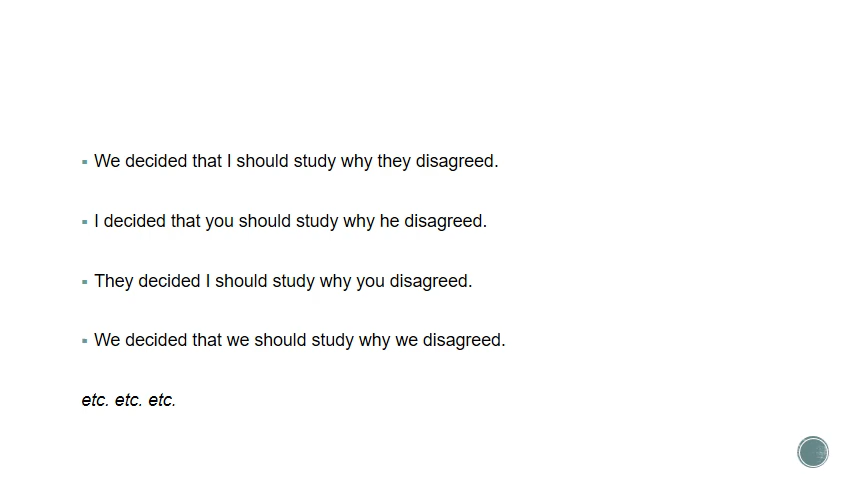 ▪ We decided that I should study why they disagreed.
▪ I decided that you should study why he disagreed.
▪ They decided I should study why you disagreed.
▪ We decided that we should study why we disagreed.
etc. etc. etc.